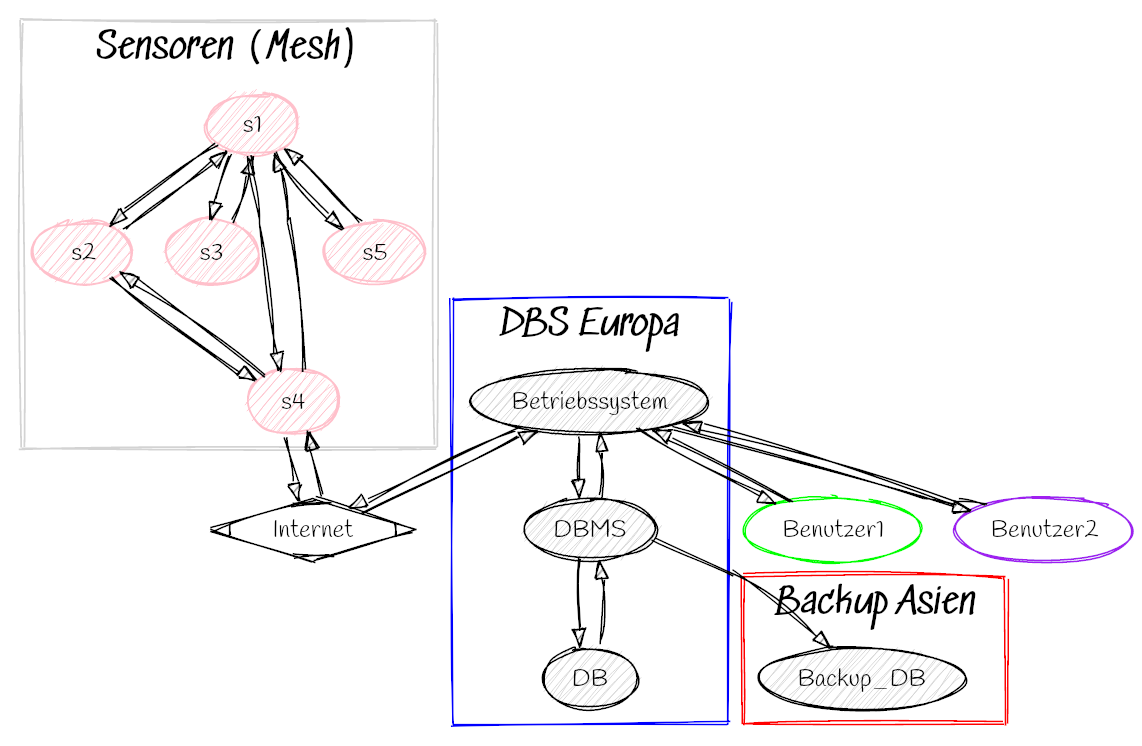 Sensoren (Mesh)
s1
s2
s3
s5
DBS Europa
Betriebssystem
s4
Internet
DBMS
Benutzer1
Benutzer2
Backup Asien
DB
Backup_DB